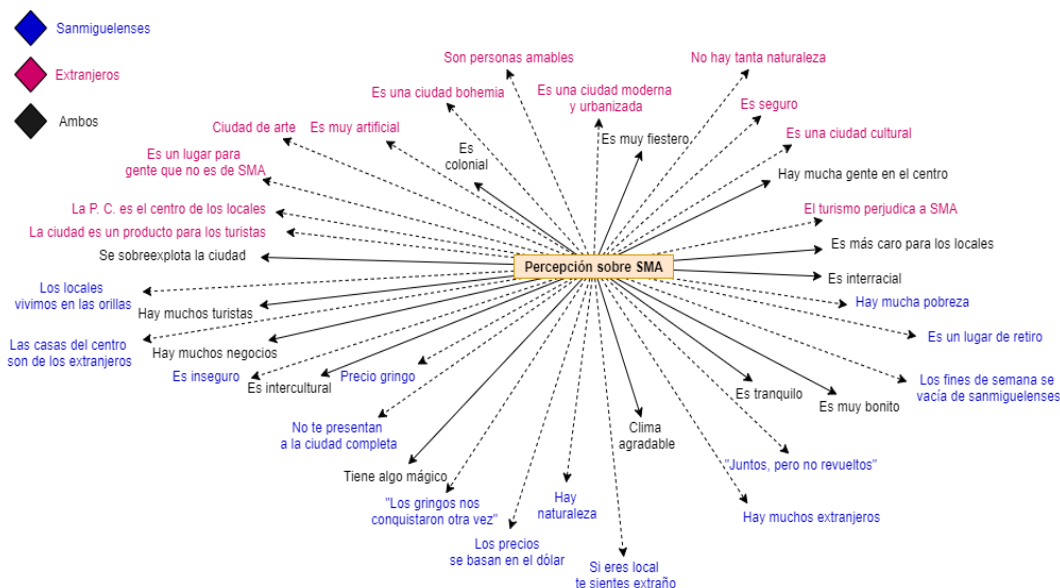 Sanmiguelenses
Extranjeros
Ambos
Son personas amables
No hay tanta naturaleza
Es una ciudad bohemia
Es una ciudad moderna
y urbanizada
Es seguro
Ciudad de arte
Es muy artificial
Es
colonial
Es muy fiestero
Es una ciudad cultural
Es un lugar para
gente que no es de SMA
Hay mucha gente en el centro
La P. C. es el centro de los locales
El turismo perjudica a SMA
La ciudad es un producto para los turistas
Se sobreexplota la ciudad
Es más caro para los locales
Percepción sobre SMA
Es interracial
Los locales
vivimos en las orillas
Hay muchos turistas
Hay mucha pobreza
Las casas del centro
son de los extranjeros
Hay muchos negocios
Es un lugar de retiro
Es inseguro
Es intercultural
Precio gringo
Es tranquilo
Es muy bonito
Los fines de semana se
vacía de sanmiguelenses
No te presentan
a la ciudad completa
Clima
agradable
Tiene algo mágico
"Juntos, pero no revueltos"
"Los gringos nos
conquistaron otra vez"
Hay
naturaleza
Hay muchos extranjeros
Los precios
se basan en el dólar
Si eres local
te sientes extraño